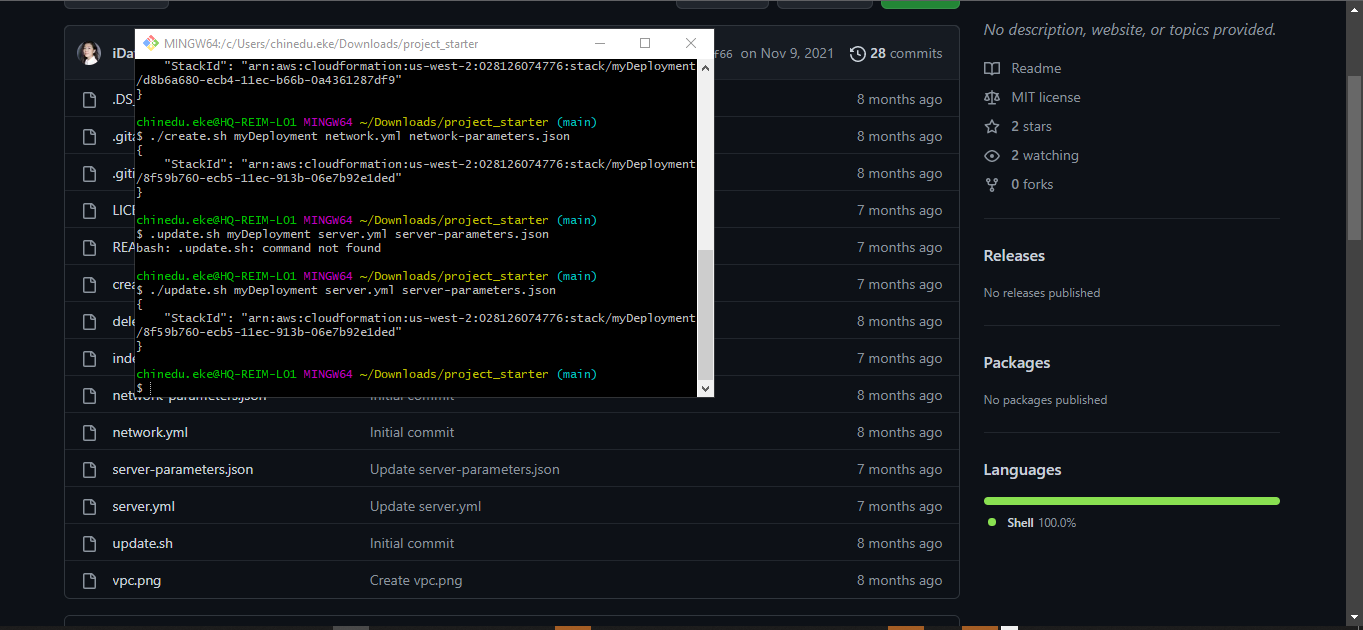 No description, website, or topics provided.
iDa
f66 on Nov 9, 2021
28 commits
Readme
MIT license
2 stars
2 watching
0 forks
Releases
No releases published
Packages
No packages published
Languages
Shell 100.0%
MINGW64:/c/Users/chinedu.eke/Downloads/project_starter
"StackId": "arn:aws:cloudformation:us-west-2:028126074776:stack/myDeployment
/d8b6a680-ecb4-11ec-b66b-0a4361287df9"
}
chinedu.eke@HQ-REIM-L01 MINGW64 ~/Downloads/project_starter (main)
$ ./create.sh myDeployment network.yml network-parameters.json
{
"StackId": "arn:aws:cloudformation:us-west-2:028126074776:stack/myDeployment
/8f59b760-ecb5-11ec-913b-06e7b92e1ded"
}
chinedu.eke@HQ-REIM-L01 MINGW64 ~/Downloads/project_starter (main)
$ .update.sh myDeployment server.yml server-parameters.json
bash: .update.sh: command not found
chinedu.eke@HQ-REIM-L01 MINGW64 ~/Downloads/project_starter (main)
$ ./update.sh myDeployment server.yml server-parameters.json
{
"StackId": "arn:aws:cloudformation:us-west-2:028126074776:stack/myDeployment
/8f59b760-ecb5-11ec-913b-06e7b92e1ded"
}
chinedu.eke@HQ-REIM-L01 MINGW64 ~/Downloads/project_starter (main)
$
.DS_ 8 months ago
.gita 8 months ago
.giti 8 months ago
LICE 7 months ago
REA 7 months ago
crea 7 months ago
dele 8 months ago
inde 7 months ago
network-parameters.json Initial commit 8 months ago
network.yml Initial commit 8 months ago
server-parameters.json Update server-parameters.json 7 months ago
server.yml Update server.yml 7 months ago
update.sh Initial commit 8 months ago
vpc.png Create vpc.png 8 months ago